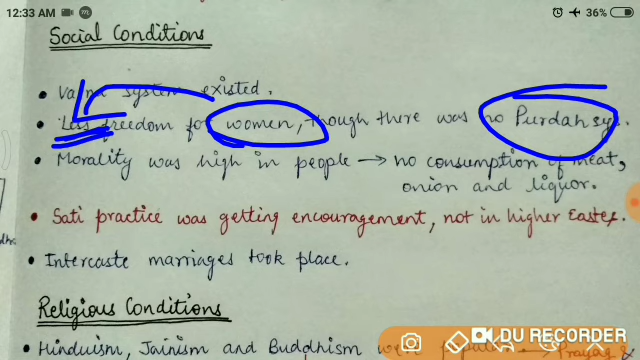 12:33 AM
36%
Social Conditions
• Varna system existed.
• Less freedom for women, though there was no Purdah sy.
• Morality was high in people → no consumption of meat,
onion and liquor.
• Sati practice was getting encouragement, not in higher castes.
• Intercaste marriages took place.
Religious Conditions
• Hinduism, Jainism and Buddhism were
DU RECORDER